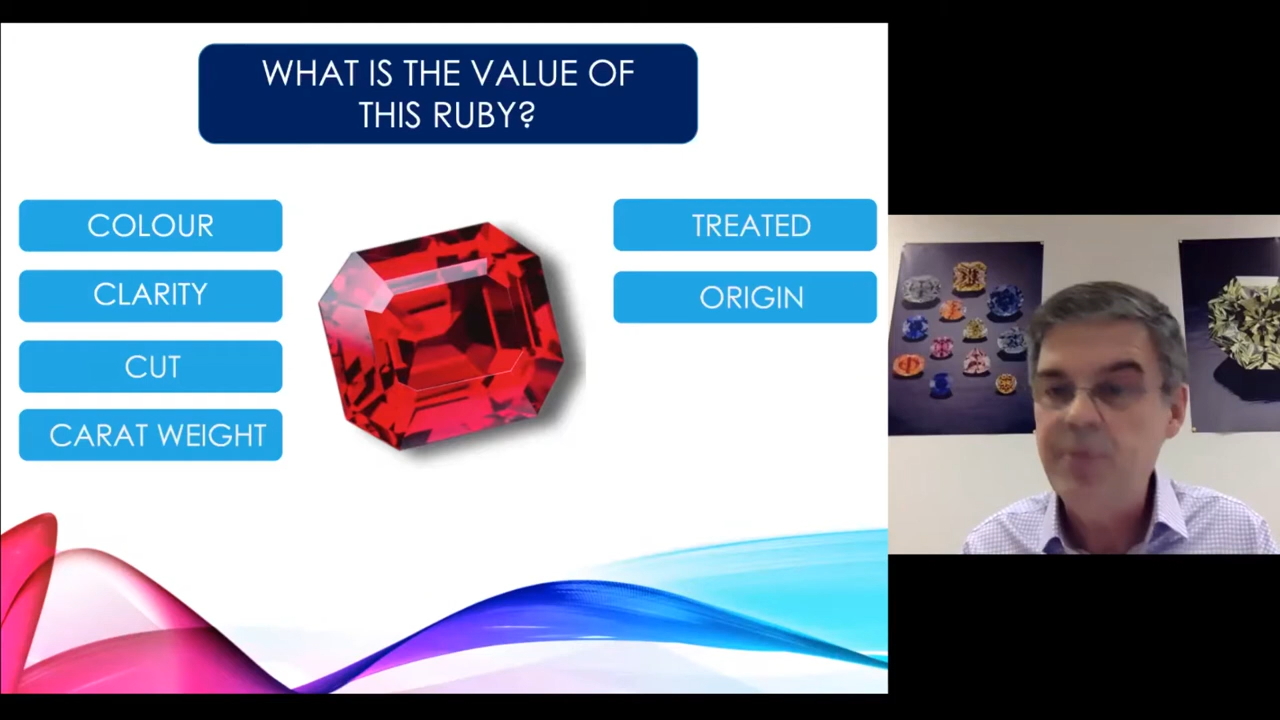 WHAT IS THE VALUE OF
THIS RUBY?
COLOUR
CLARITY
CUT
CARAT WEIGHT
TREATED
ORIGIN